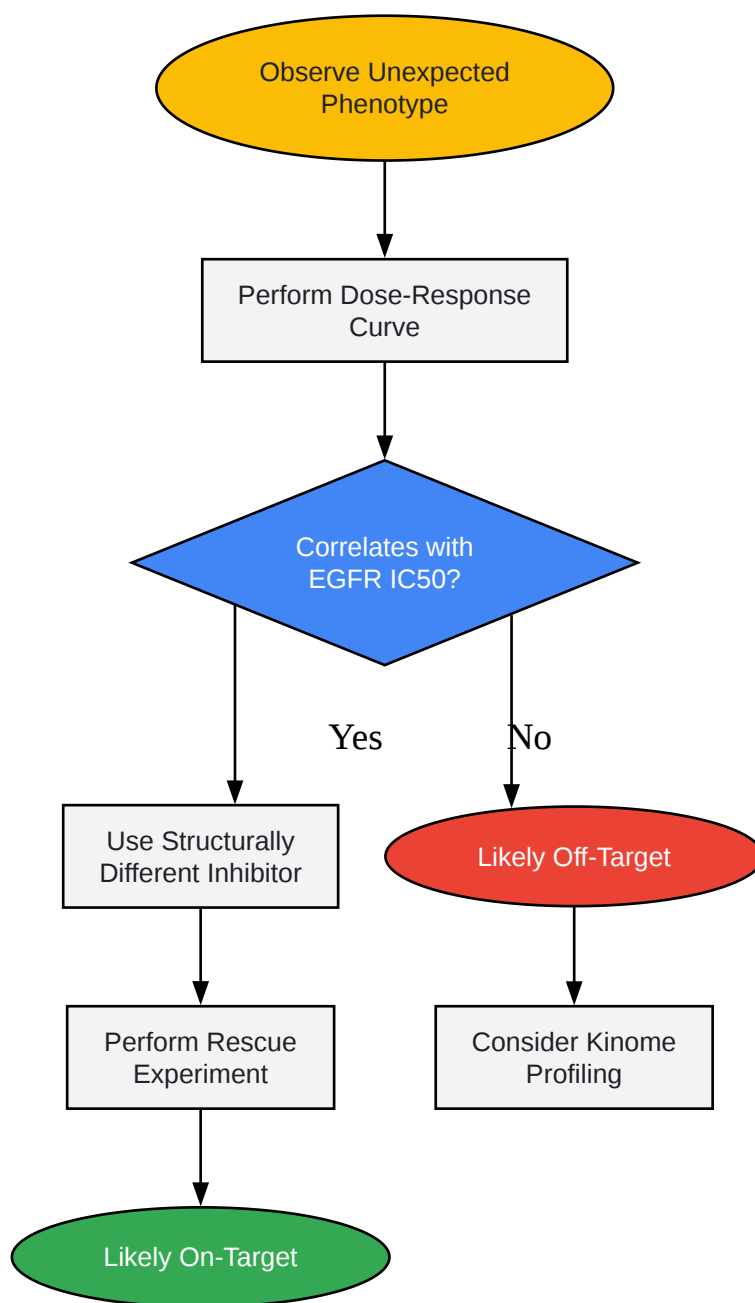 Observe Unexpected
Phenotype
Perform Dose-Response
Curve
Correlates with
EGFR IC50?
Yes
No
Use Structurally
Different Inhibitor
Likely Off-Target
Perform Rescue
Experiment
Consider Kinome
Profiling
Likely On-Target